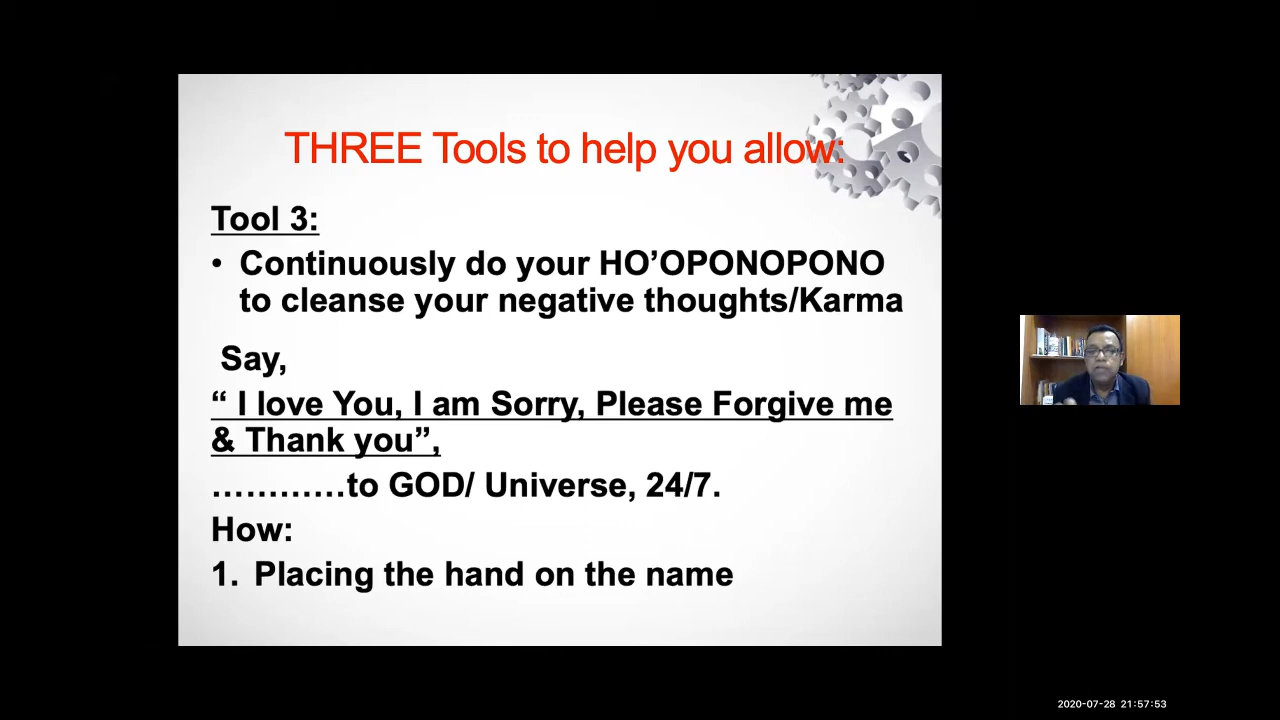 THREE Tools to help you allow:
Tool 3:
• Continuously do your HO’OPONOPONO
to cleanse your negative thoughts/Karma
Say,
“ I love You, I am Sorry, Please Forgive me
& Thank you”,
…………to GOD/ Universe, 24/7.
How:
1. Placing the hand on the name
2020-07-28 21:57:53